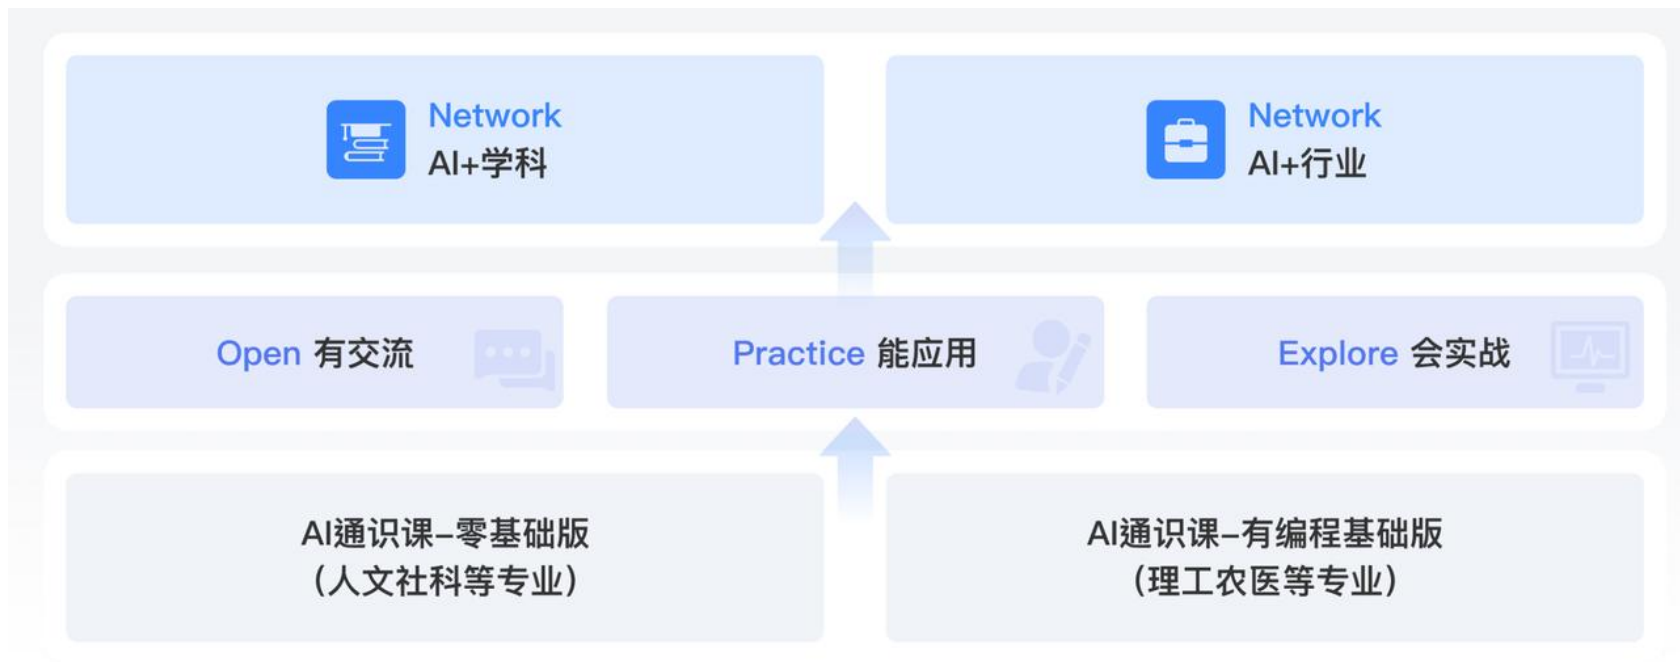 Network
AI+学科
Network
AI+行业
Open 有交流
Practice 能应用
Explore 会实战
AI通识课–零基础版
（人文社科等专业）
AI通识课–有编程基础版
（理工农医等专业）